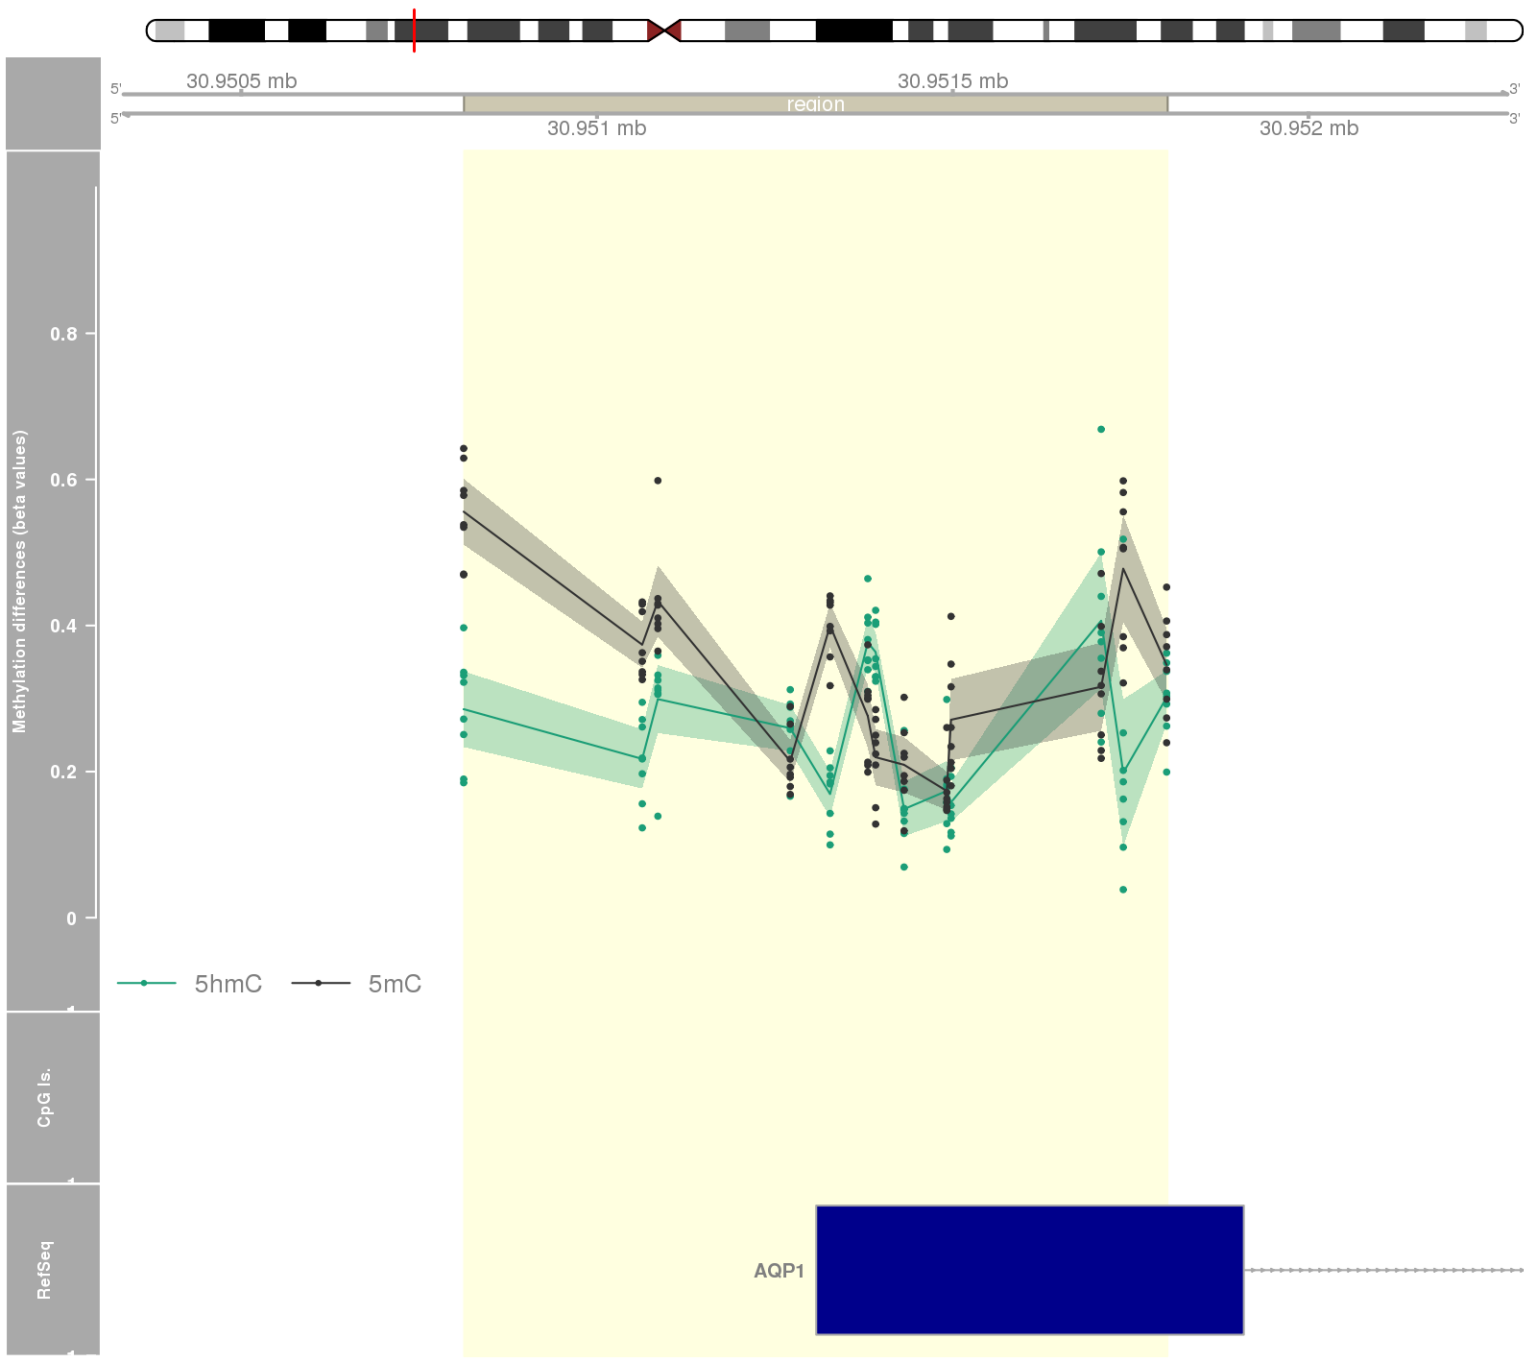 30.9505 mb
30.9515 mb
5'
3'
region
5'
3'
30.951 mb
30.952 mb
Methylation differences (beta values)
0.8
0.6
0.4
0.2
0
5hmC
5mC
CpG Is.
AQP1
RefSeq